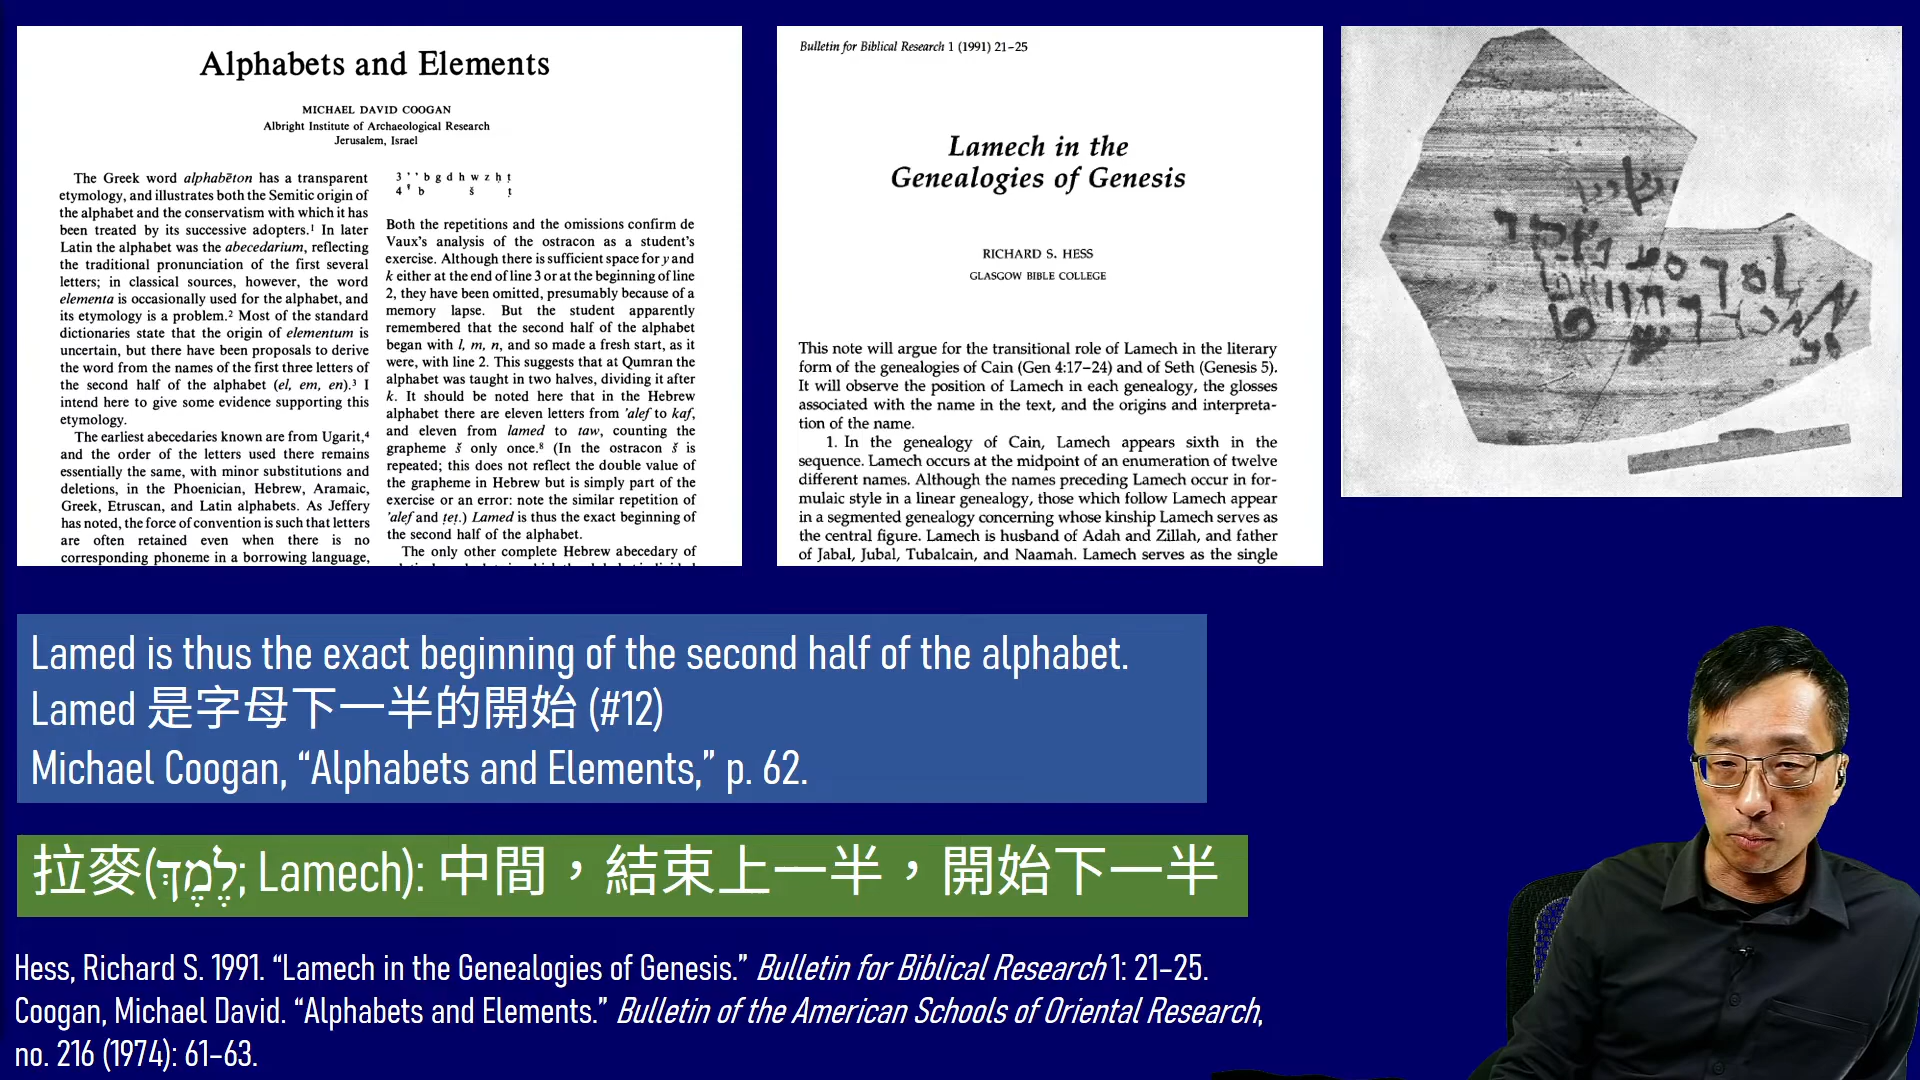 Alphabets and Elements
MICHAEL DAVID COOGAN
Albright Institute of Archaeological Research
Jerusalem, Israel
The Greek word alphabēton has a transparent
etymology, and illustrates both the Semitic origin of
the alphabet and the conservatism with which it has
been treated by its successive adopters.¹ In later
Latin the alphabet was the abecedarium, reflecting
the traditional pronunciation of the first several
letters; in classical sources, however, the word
elementa is occasionally used for the alphabet, and
its etymology is a problem.² Most of the standard
dictionaries state that the origin of elementum is
uncertain, but there have been proposals to derive
the word from the names of the first three letters of
the second half of the alphabet (el, em, en).³ I
intend here to give some evidence supporting this
etymology.
The earliest abecedaries known are from Ugarit,⁴
and the order of the letters used there remains
essentially the same, with minor substitutions and
deletions, in the Phoenician, Hebrew, Aramaic,
Greek, Etruscan, and Latin alphabets. As Jeffery
has noted, the force of convention is such that letters
are often retained even when there is no
corresponding phoneme in a borrowing language,
3 ʾ ʾ b g d h w z ḥ ṭ
4 ʾ b š ṭ
Both the repetitions and the omissions confirm de
Vaux's analysis of the ostracon as a student's
exercise. Although there is sufficient space for y and
k either at the end of line 3 or at the beginning of line
2, they have been omitted, presumably because of a
memory lapse. But the student apparently
remembered that the second half of the alphabet
began with l, m, n, and so made a fresh start, as it
were, with line 2. This suggests that at Qumran the
alphabet was taught in two halves, dividing it after
k. It should be noted here that in the Hebrew
alphabet there are eleven letters from 'alef to kaf,
and eleven from lamed to taw, counting the
grapheme š only once.⁸ (In the ostracon š is
repeated; this does not reflect the double value of
the grapheme in Hebrew but is simply part of the
exercise or an error: note the similar repetition of
'alef and ṭeṭ.) Lamed is thus the exact beginning of
the second half of the alphabet.
The only other complete Hebrew abecedary of
Bulletin for Biblical Research 1 (1991) 21–25
Lamech in the
Genealogies of Genesis
RICHARD S. HESS
GLASGOW BIBLE COLLEGE
This note will argue for the transitional role of Lamech in the literary
form of the genealogies of Cain (Gen 4:17–24) and of Seth (Genesis 5).
It will observe the position of Lamech in each genealogy, the glosses
associated with the name in the text, and the origins and interpreta-
tion of the name.
1. In the genealogy of Cain, Lamech appears sixth in the
sequence. Lamech occurs at the midpoint of an enumeration of twelve
different names. Although the names preceding Lamech occur in for-
mulaic style in a linear genealogy, those which follow Lamech appear
in a segmented genealogy concerning whose kinship Lamech serves as
the central figure. Lamech is husband of Adah and Zillah, and father
of Jabal, Jubal, Tubalcain, and Naamah. Lamech serves as the single
Lamed is thus the exact beginning of the second half of the alphabet.
Lamed 是字母下一半的開始 (#12)
Michael Coogan, “Alphabets and Elements,” p. 62.
拉麥(לֶמֶךְ; Lamech): 中間，結束上一半，開始下一半
Hess, Richard S. 1991. “Lamech in the Genealogies of Genesis.” Bulletin for Biblical Research 1: 21–25.
Coogan, Michael David. “Alphabets and Elements.” Bulletin of the American Schools of Oriental Research,
no. 216 (1974): 61–63.